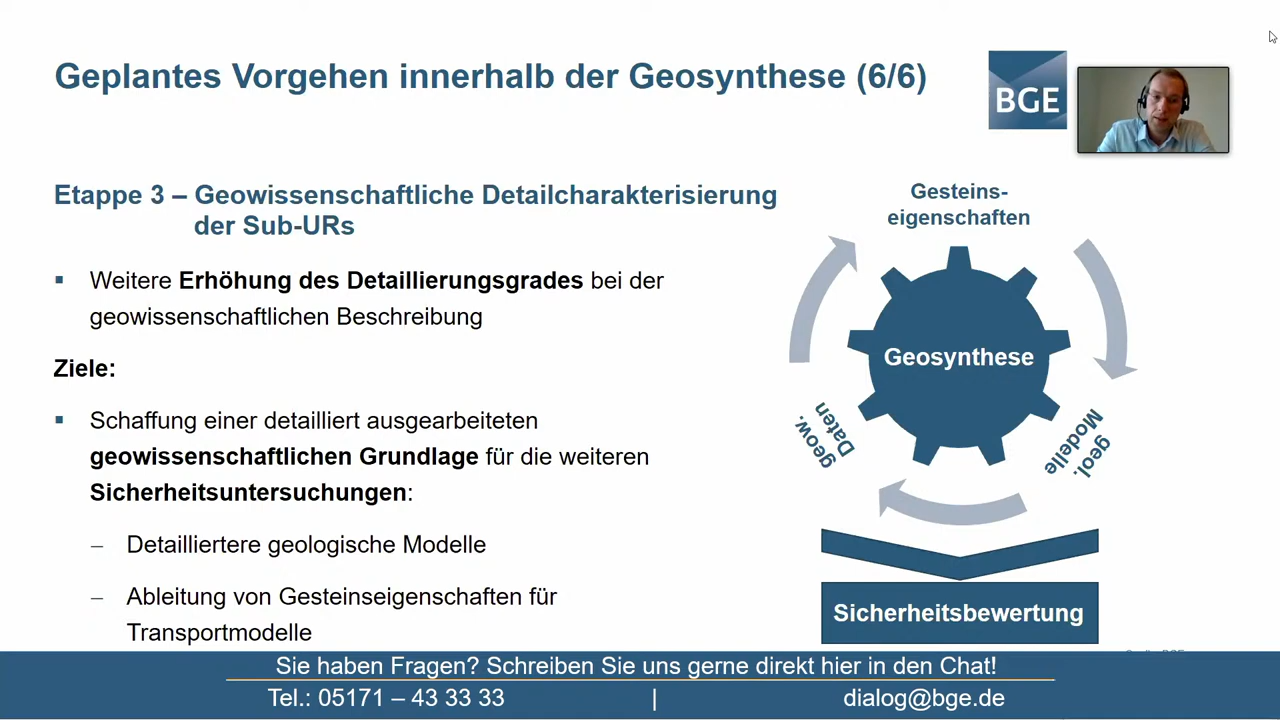 Geplantes Vorgehen innerhalb der Geosynthese (6/6)
BGE
Etappe 3 – Geowissenschaftliche Detailcharakterisierung
der Sub-URs
Weitere Erhöhung des Detaillierungsgrades bei der
geowissenschaftlichen Beschreibung
Ziele:
Schaffung einer detailliert ausgearbeiteten
geowissenschaftlichen Grundlage für die weiteren
Sicherheitsuntersuchungen:
– Detailliertere geologische Modelle
– Ableitung von Gesteinseigenschaften für
Transportmodelle
Gesteins-
eigenschaften
Geosynthese
geow.
Daten
geol.
Modelle
Sicherheitsbewertung
Sie haben Fragen? Schreiben Sie uns gerne direkt hier in den Chat!
Tel.: 05171 – 43 33 33 | dialog@bge.de